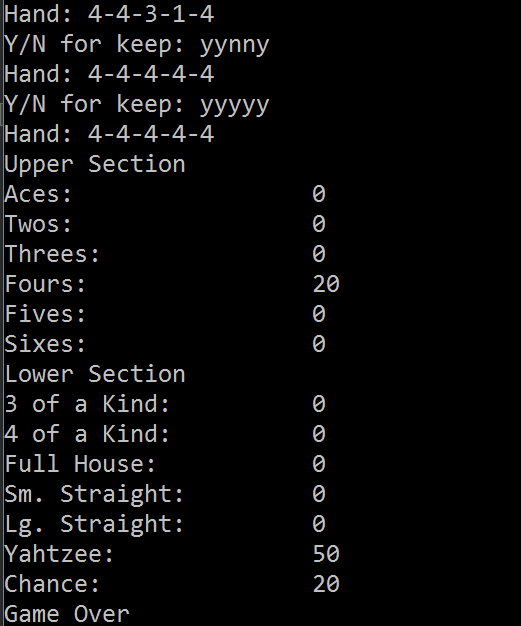 Hand: 4-4-3-1-4
Y/N for keep: yynny
Hand: 4-4-4-4-4
Y/N for keep: yyyyy
Hand: 4-4-4-4-4
Upper Section
Aces: 0
Twos: 0
Threes: 0
Fours: 20
Fives: 0
Sixes: 0
Lower Section
3 of a Kind: 0
4 of a Kind: 0
Full House: 0
Sm. Straight: 0
Lg. Straight: 0
Yahtzee: 50
Chance: 20
Game Over